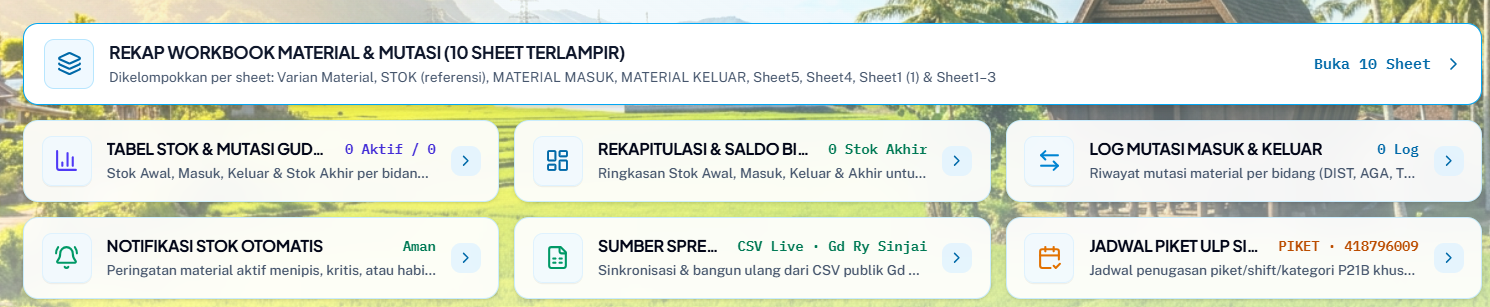 REKAP WORKBOOK MATERIAL & MUTASI (10 SHEET TERLAMPIR)
Dikelompokkan per sheet: Varian Material, STOK (referensi), MATERIAL MASUK, MATERIAL KELUAR, Sheet5, Sheet4, Sheet1 (1) & Sheet1–3
Buka 10 Sheet
TABEL STOK & MUTASI GUD... 0 Aktif / 0
Stok Awal, Masuk, Keluar & Stok Akhir per bidan...
REKAPITULASI & SALDO BI... 0 Stok Akhir
Ringkasan Stok Awal, Masuk, Keluar & Akhir untu...
LOG MUTASI MASUK & KELUAR 0 Log
Riwayat mutasi material per bidang (DIST, AGA, T...
NOTIFIKASI STOK OTOMATIS Aman
Peringatan material aktif menipis, kritis, atau habi...
SUMBER SPRE... CSV Live · Gd Ry Sinjai
Sinkronisasi & bangun ulang dari CSV publik Gd ...
JADWAL PIKET ULP SI... PIKET · 418796009
Jadwal penugasan piket/shift/kategori P21B khus...